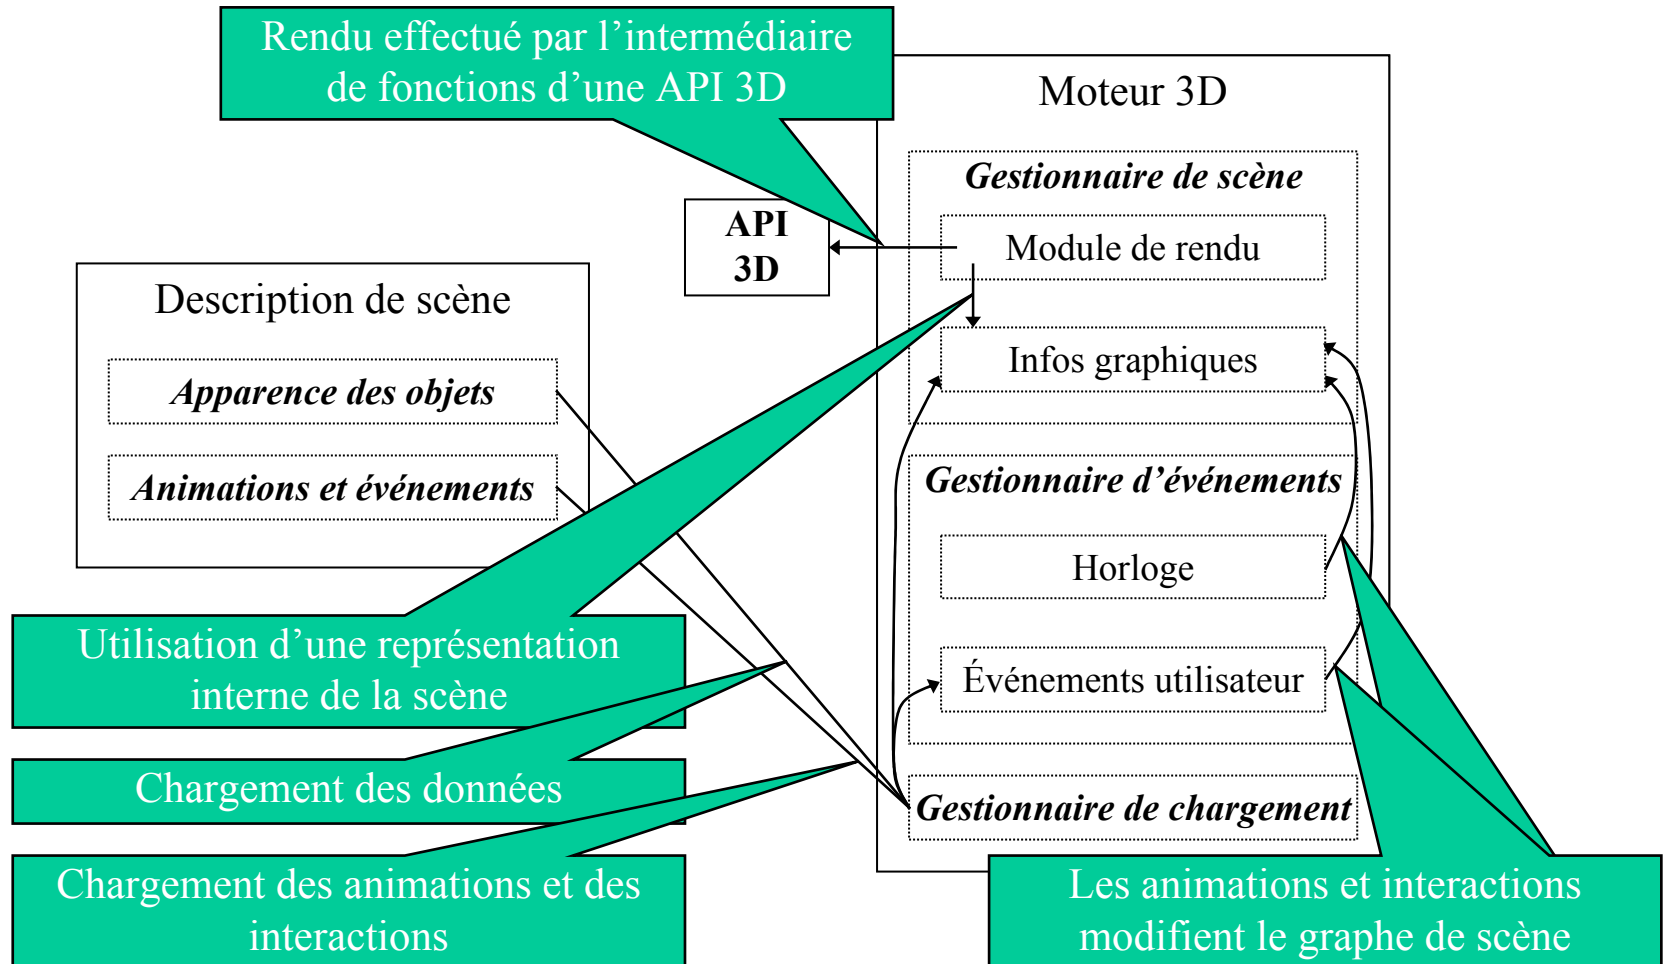 Rendu effectué par l’intermédiaire
de fonctions d’une API 3D
Moteur 3D
Gestionnaire de scène
API
3D
Module de rendu
Description de scène
Infos graphiques
Apparence des objets
Animations et événements
Gestionnaire d’événements
Horloge
Utilisation d’une représentation
interne de la scène
Événements utilisateur
Chargement des données
Gestionnaire de chargement
Chargement des animations et des
interactions
Les animations et interactions
modifient le graphe de scène